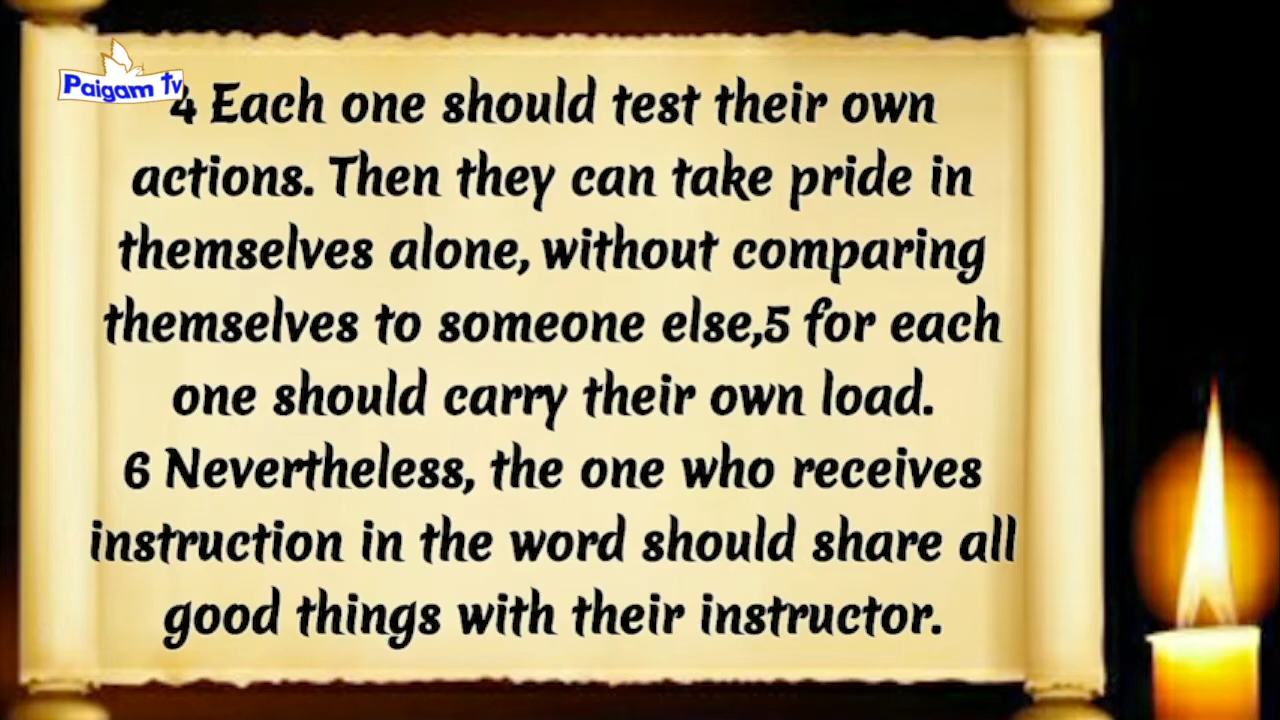 Paigam Tv
4 Each one should test their own
actions. Then they can take pride in
themselves alone, without comparing
themselves to someone else,5 for each
one should carry their own load.
6 Nevertheless, the one who receives
instruction in the word should share all
good things with their instructor.